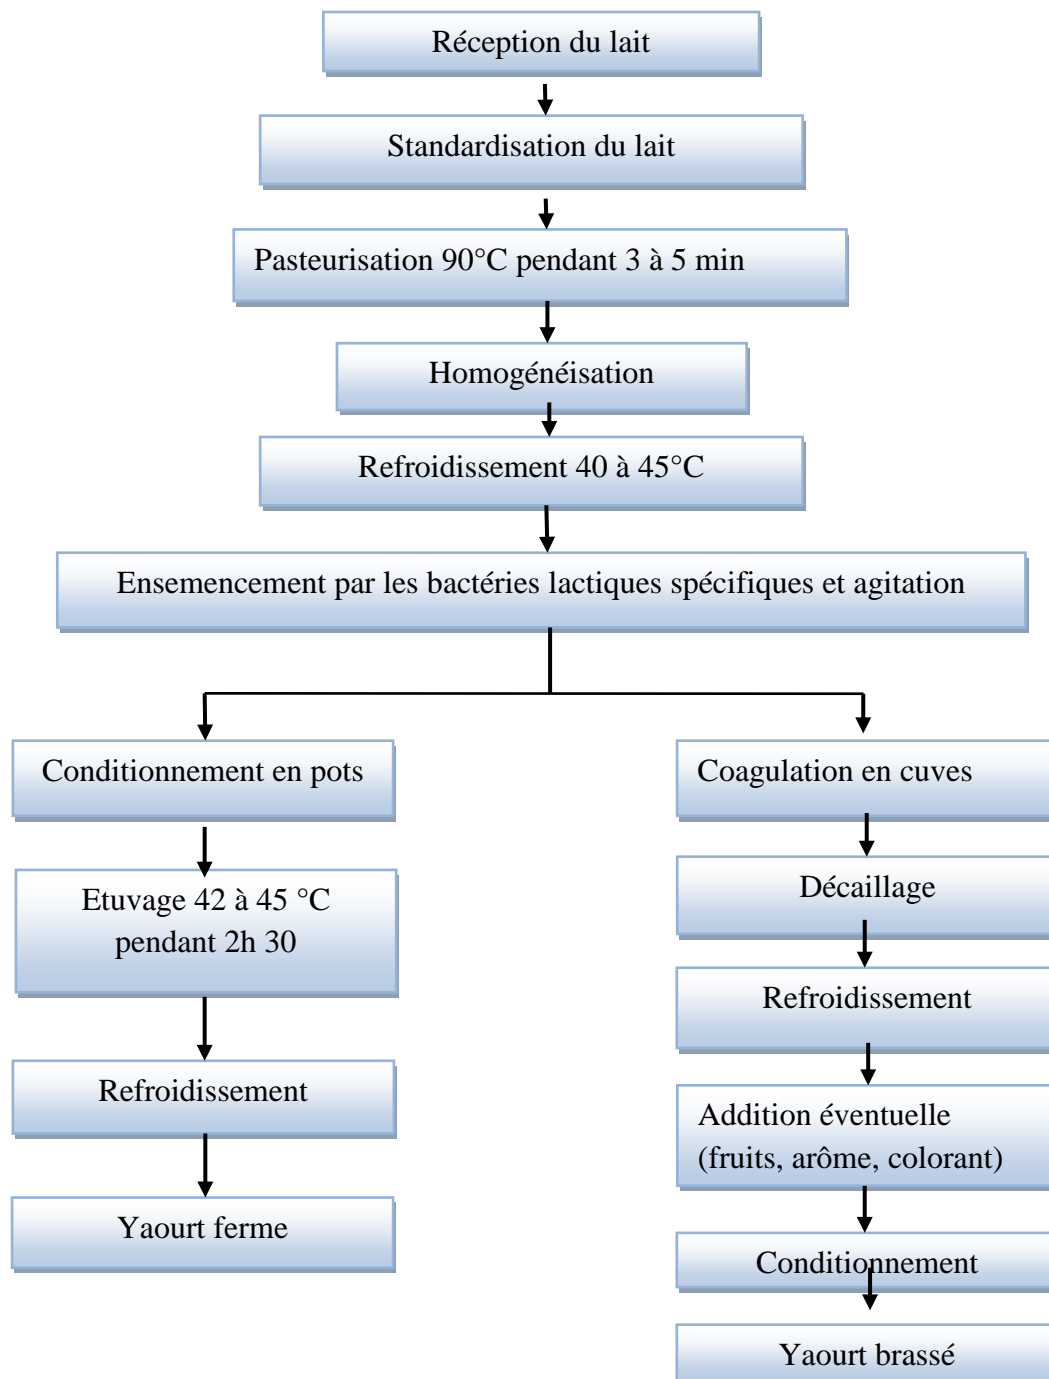 Réception du lait
Standardisation du lait
Pasteurisation 90°C pendant 3 à 5 min
Homogénéisation
Refroidissement 40 à 45°C
Ensemencement par les bactéries lactiques spécifiques et agitation
Conditionnement en pots
Etuvage 42 à 45 °C
pendant 2h 30
Refroidissement
Yaourt ferme
Coagulation en cuves
Décaillage
Refroidissement
Addition éventuelle
(fruits, arôme, colorant)
Conditionnement
Yaourt brassé